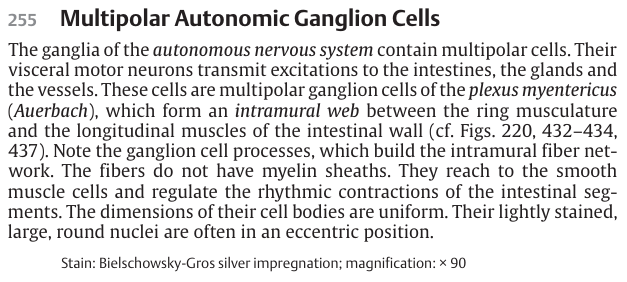 255 Multipolar Autonomic Ganglion Cells
The ganglia of the autonomous nervous system contain multipolar cells. Their
visceral motor neurons transmit excitations to the intestines, the glands and
the vessels. These cells are multipolar ganglion cells of the plexus myentericus
(Auerbach), which form an intramural web between the ring musculature
and the longitudinal muscles of the intestinal wall (cf. Figs. 220, 432–434,
437). Note the ganglion cell processes, which build the intramural fiber net-
work. The fibers do not have myelin sheaths. They reach to the smooth
muscle cells and regulate the rhythmic contractions of the intestinal seg-
ments. The dimensions of their cell bodies are uniform. Their lightly stained,
large, round nuclei are often in an eccentric position.
Stain: Bielschowsky-Gros silver impregnation; magnification: × 90